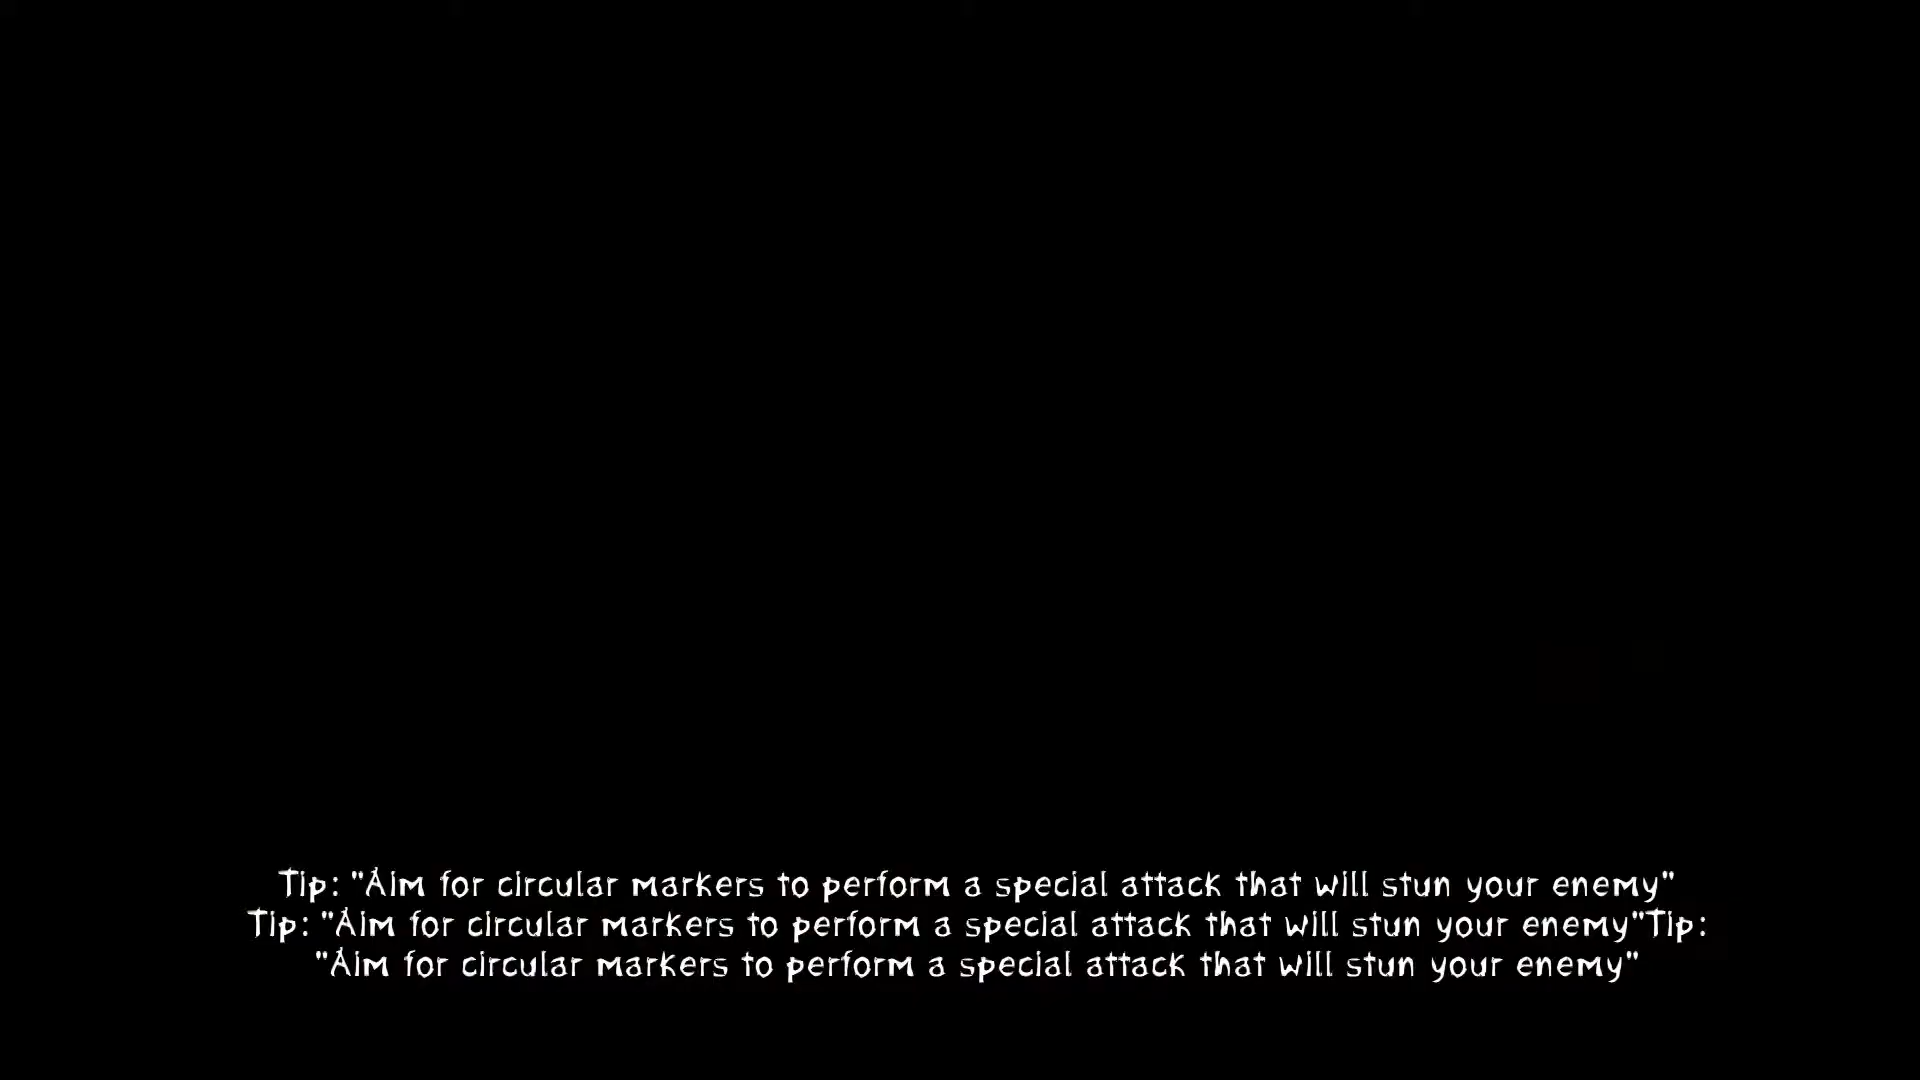 Tip: "Aim for circular markers to perform a special attack that will stun your enemy"
Tip: "Aim for circular markers to perform a special attack that will stun your enemy"Tip:
"Aim for circular markers to perform a special attack that will stun your enemy"